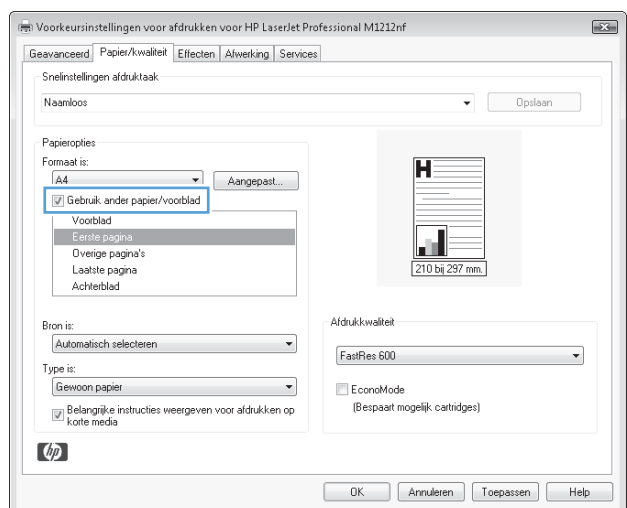 Voorkeursinstellingen voor afdrukken voor HP LaserJet Professional M1212nf
Geavanceerd Papier/kwaliteit Effecten Afwerking Services
Snelinstellingen afdruktaak
Naamloos Opslaan
Papieropties
Formaat is:
A4 Aangepast...
Gebruik ander papier/voorblad
Voorblad
Eerste pagina
Overige pagina's
Laatste pagina
Achterblad
H
210 bij 297 mm.
Bron is:
Automatisch selecteren
Type is:
Gewoon papier
Belangrijke instructies weergeven voor afdrukken op
korte media
Afdrukkwaliteit
FastRes 600
EconoMode
(Bespaart mogelijk cartridges)
hp
OK Annuleren Toepassen Help